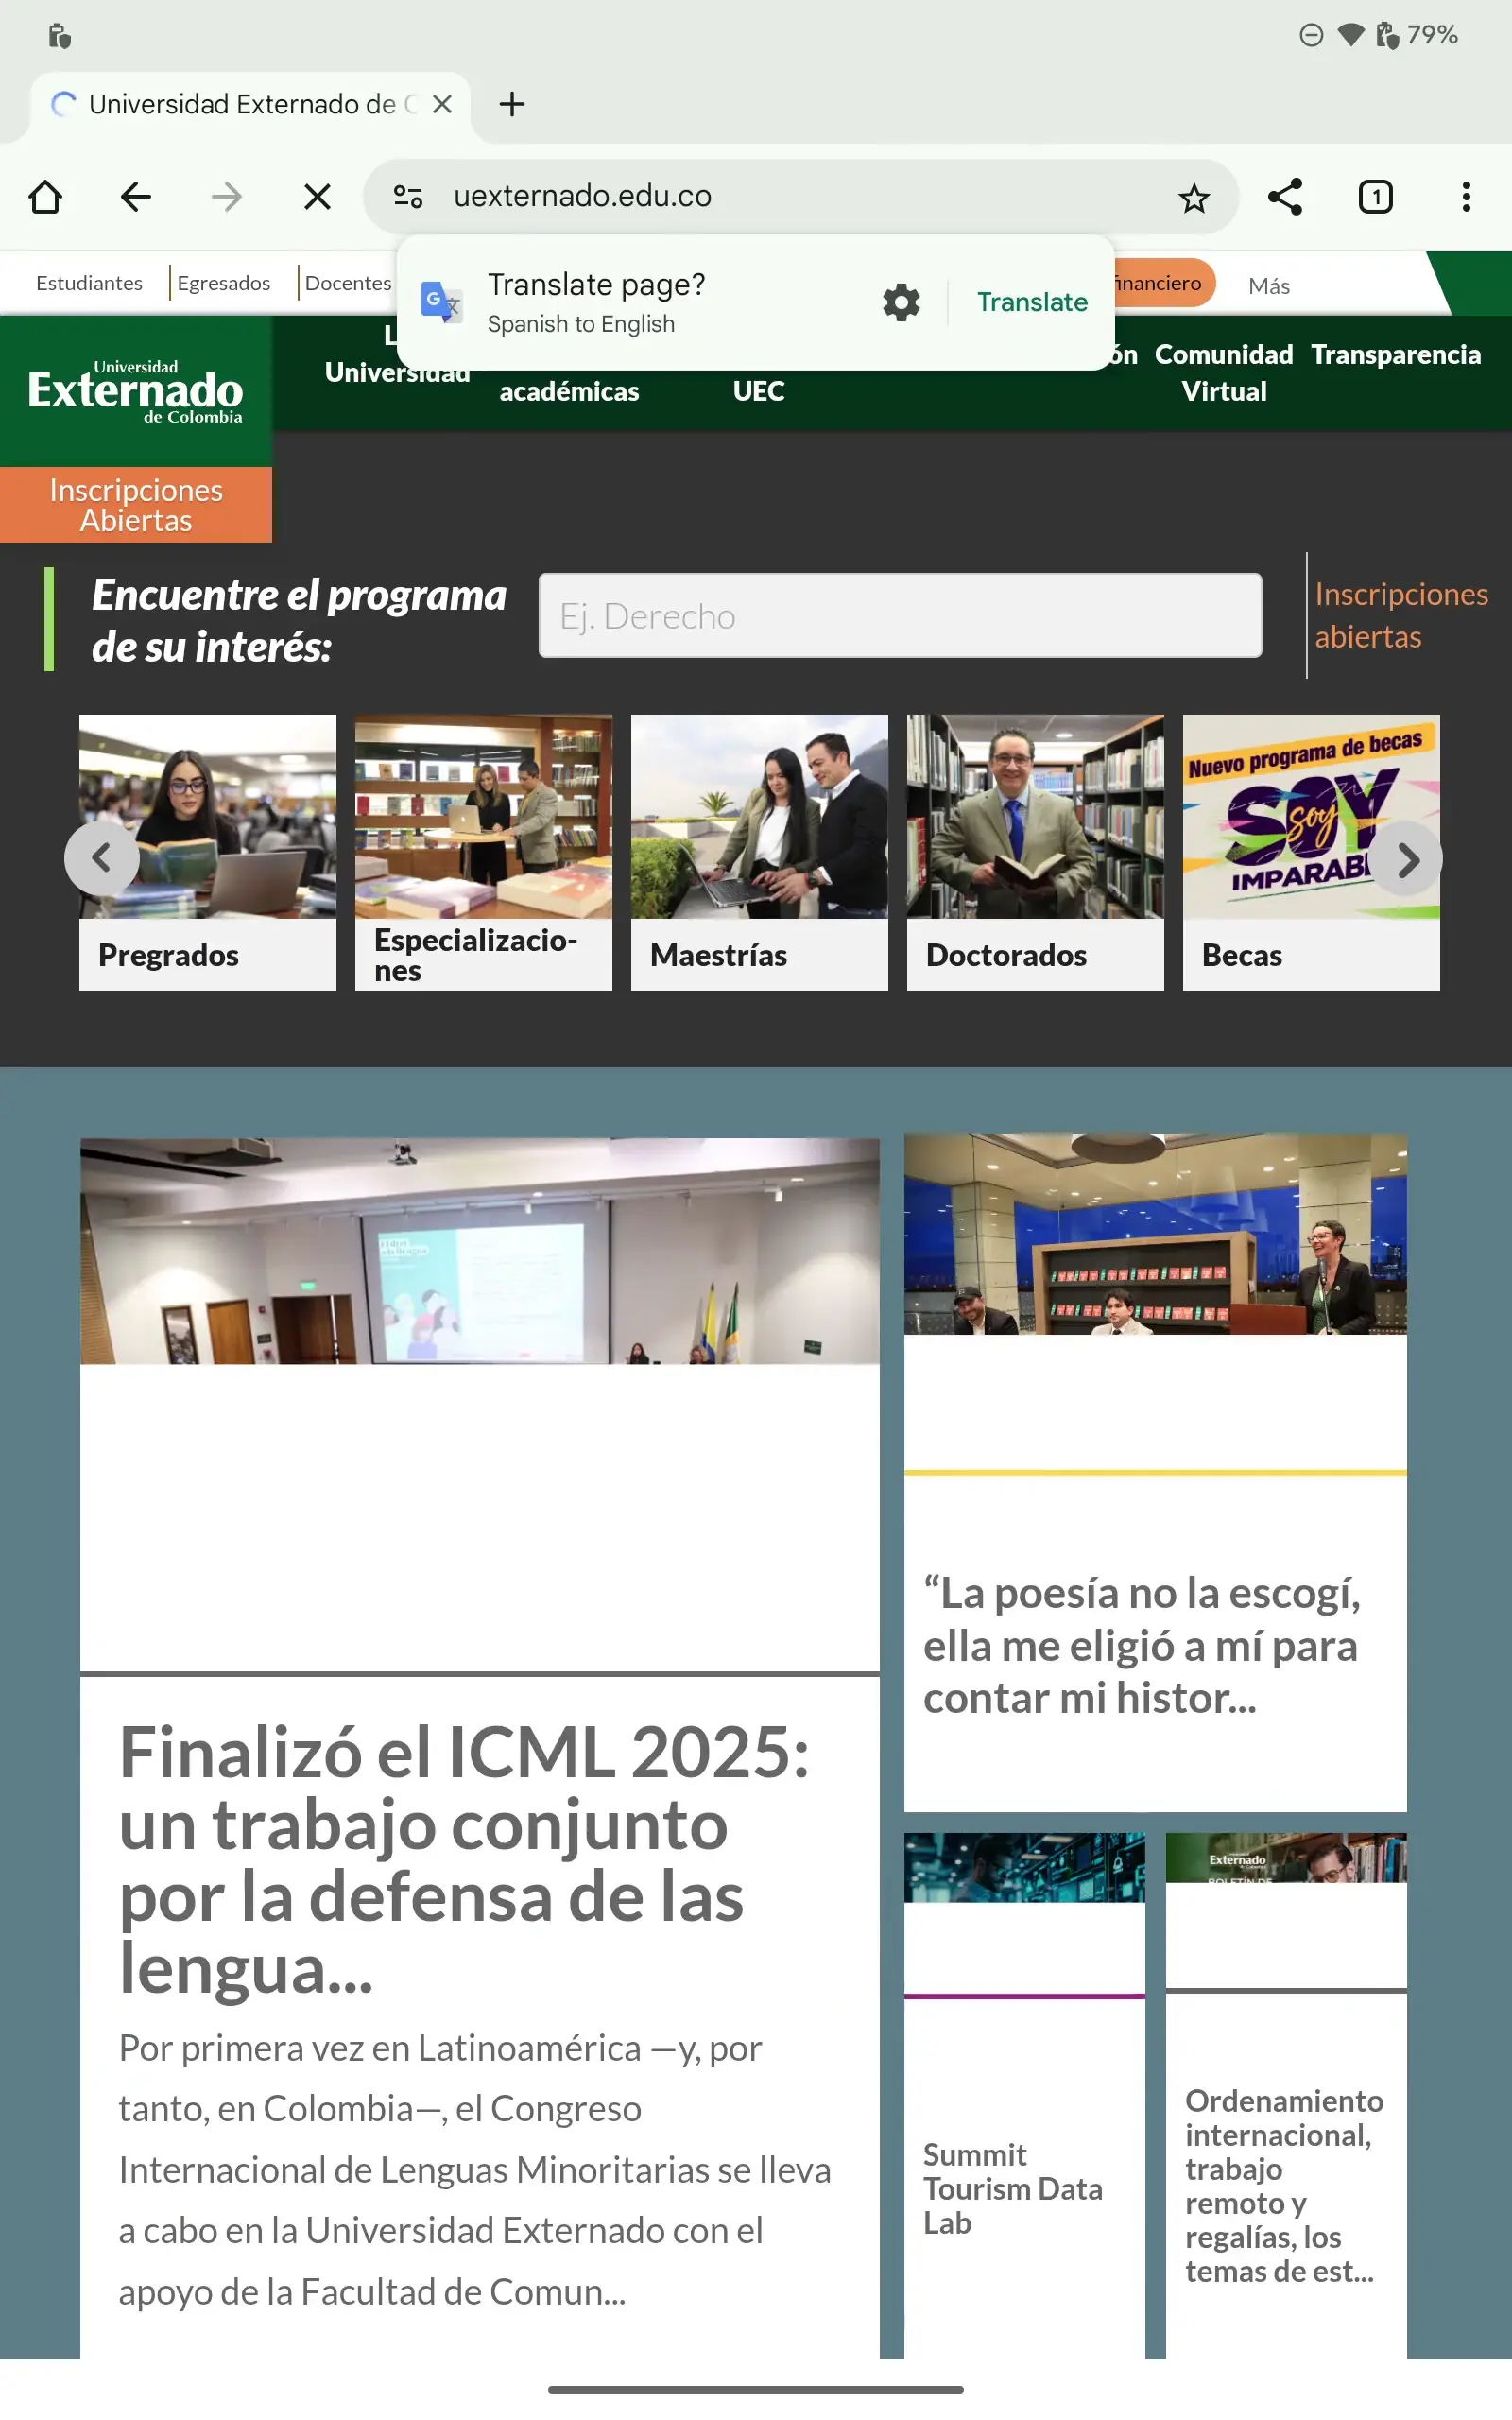 79%
Universidad Externado de
uexternado.edu.co
Translate page?
Spanish to English
Translate
Estudiantes
Egresados
Docentes
Más
Universidad
Externado
de Colombia
Universidad
académicas
UEC
Comunidad
Virtual
Transparencia
Inscripciones
Abiertas
Encuentre el programa
de su interés:
Ej. Derecho
Inscripciones
abiertas
Nuevo programa de becas
SOY
soy
Pregrados
Especializacio-
nes
Maestrías
Doctorados
Becas
Finalizó el ICML 2025:
un trabajo conjunto
por la defensa de las
lengua...
Por primera vez en Latinoamérica —y, por
tanto, en Colombia—, el Congreso
Internacional de Lenguas Minoritarias se lleva
a cabo en la Universidad Externado con el
apoyo de la Facultad de Comun...
“La poesía no la escogí,
ella me eligió a mí para
contar mi histor...
Summit
Tourism Data
Lab
Externado
BOLETÍN DE
Ordenamiento
internacional,
trabajo
remoto y
regalías, los
temas de est...